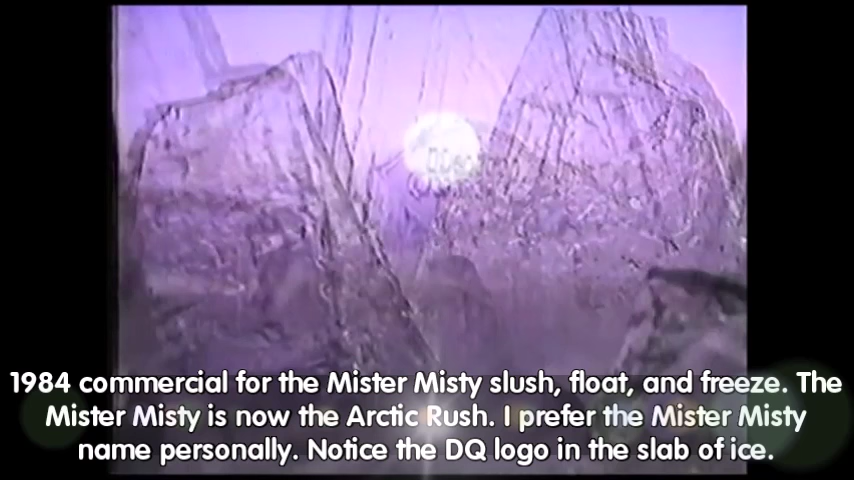 1984 commercial for the Mister Misty slush, float, and freeze. The
Mister Misty is now the Arctic Rush. I prefer the Mister Misty
name personally. Notice the DQ logo in the slab of ice.